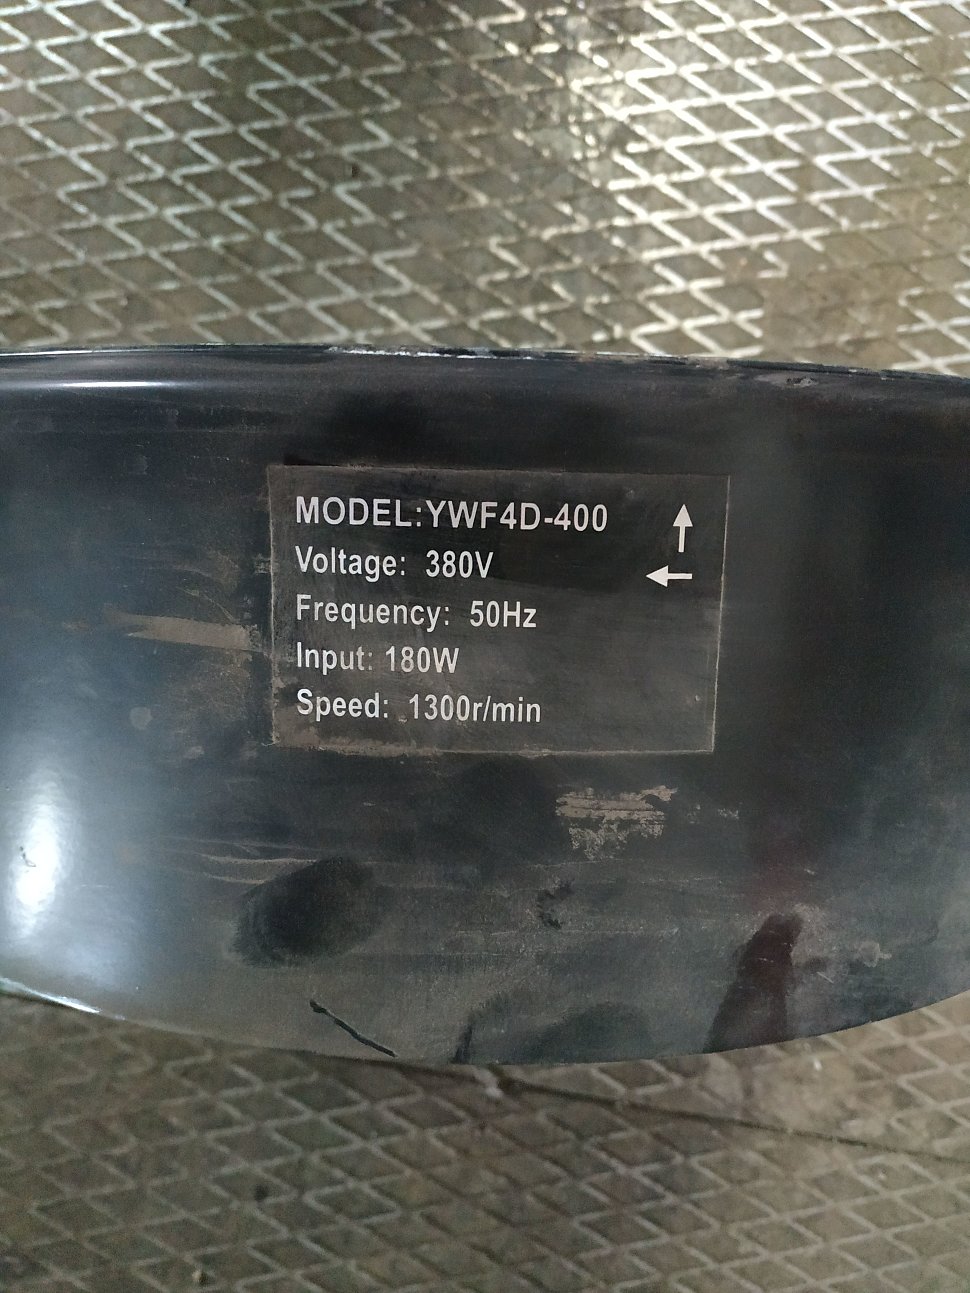 MODEL:YWF4D-400
Voltage: 380V
Frequency: 50Hz
Input: 180W
Speed: 1300r/min